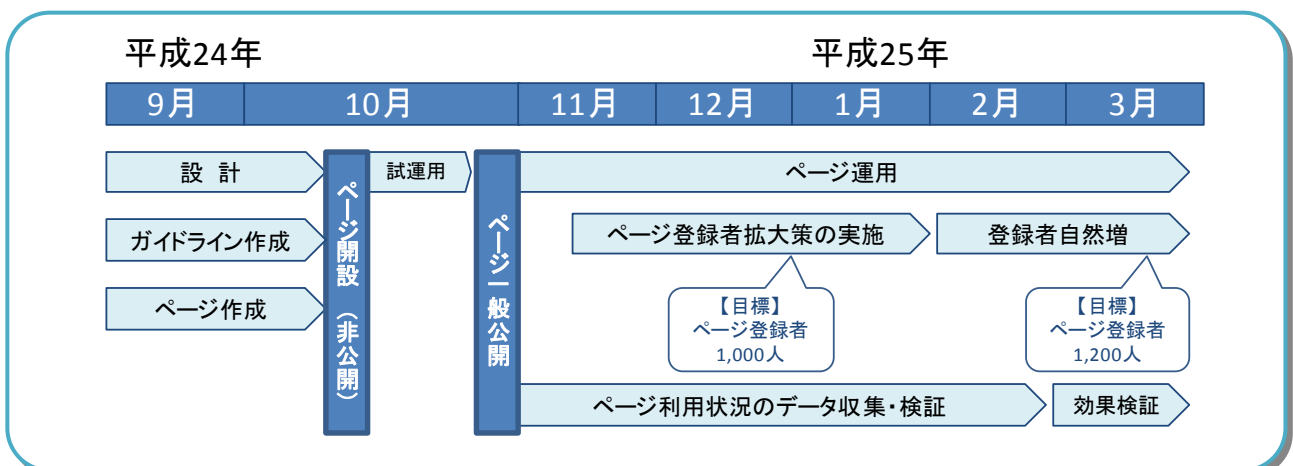 平成24年
平成25年
9月
10月
11月
12月
1月
2月
3月
設 計
試運用
ページ運用
ガイドライン作成
ページ登録者拡大策の実施
登録者自然増
ページ作成
ページ開設（非公開）
ページ一般公開
【目標】
ページ登録者
1,000人
【目標】
ページ登録者
1,200人
ページ利用状況のデータ収集・検証
効果検証